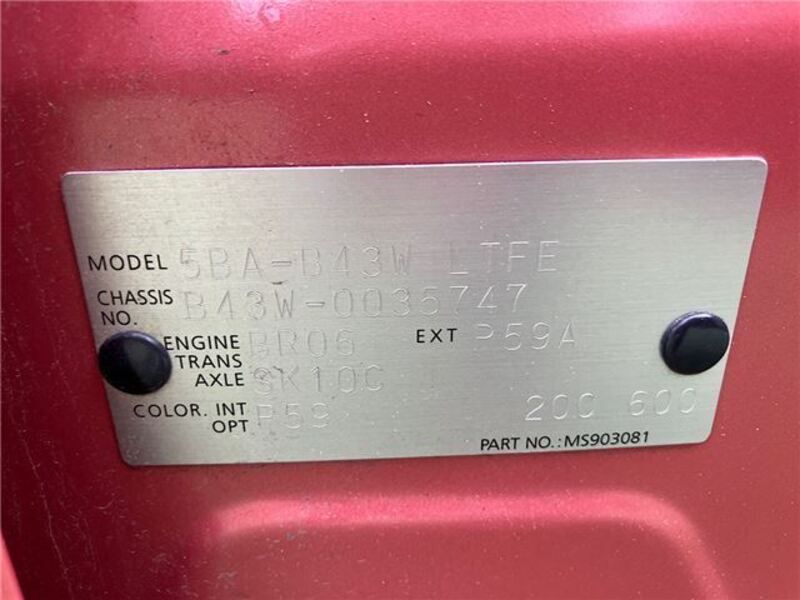 MODEL 5BA-B43W LTFE
CHASSIS NO. B43W-0035747
ENGINE BR06 EXT P59A
TRANS AXLE SK10C
COLOR. INT P59
OPT 200 600
PART NO.: MS903081